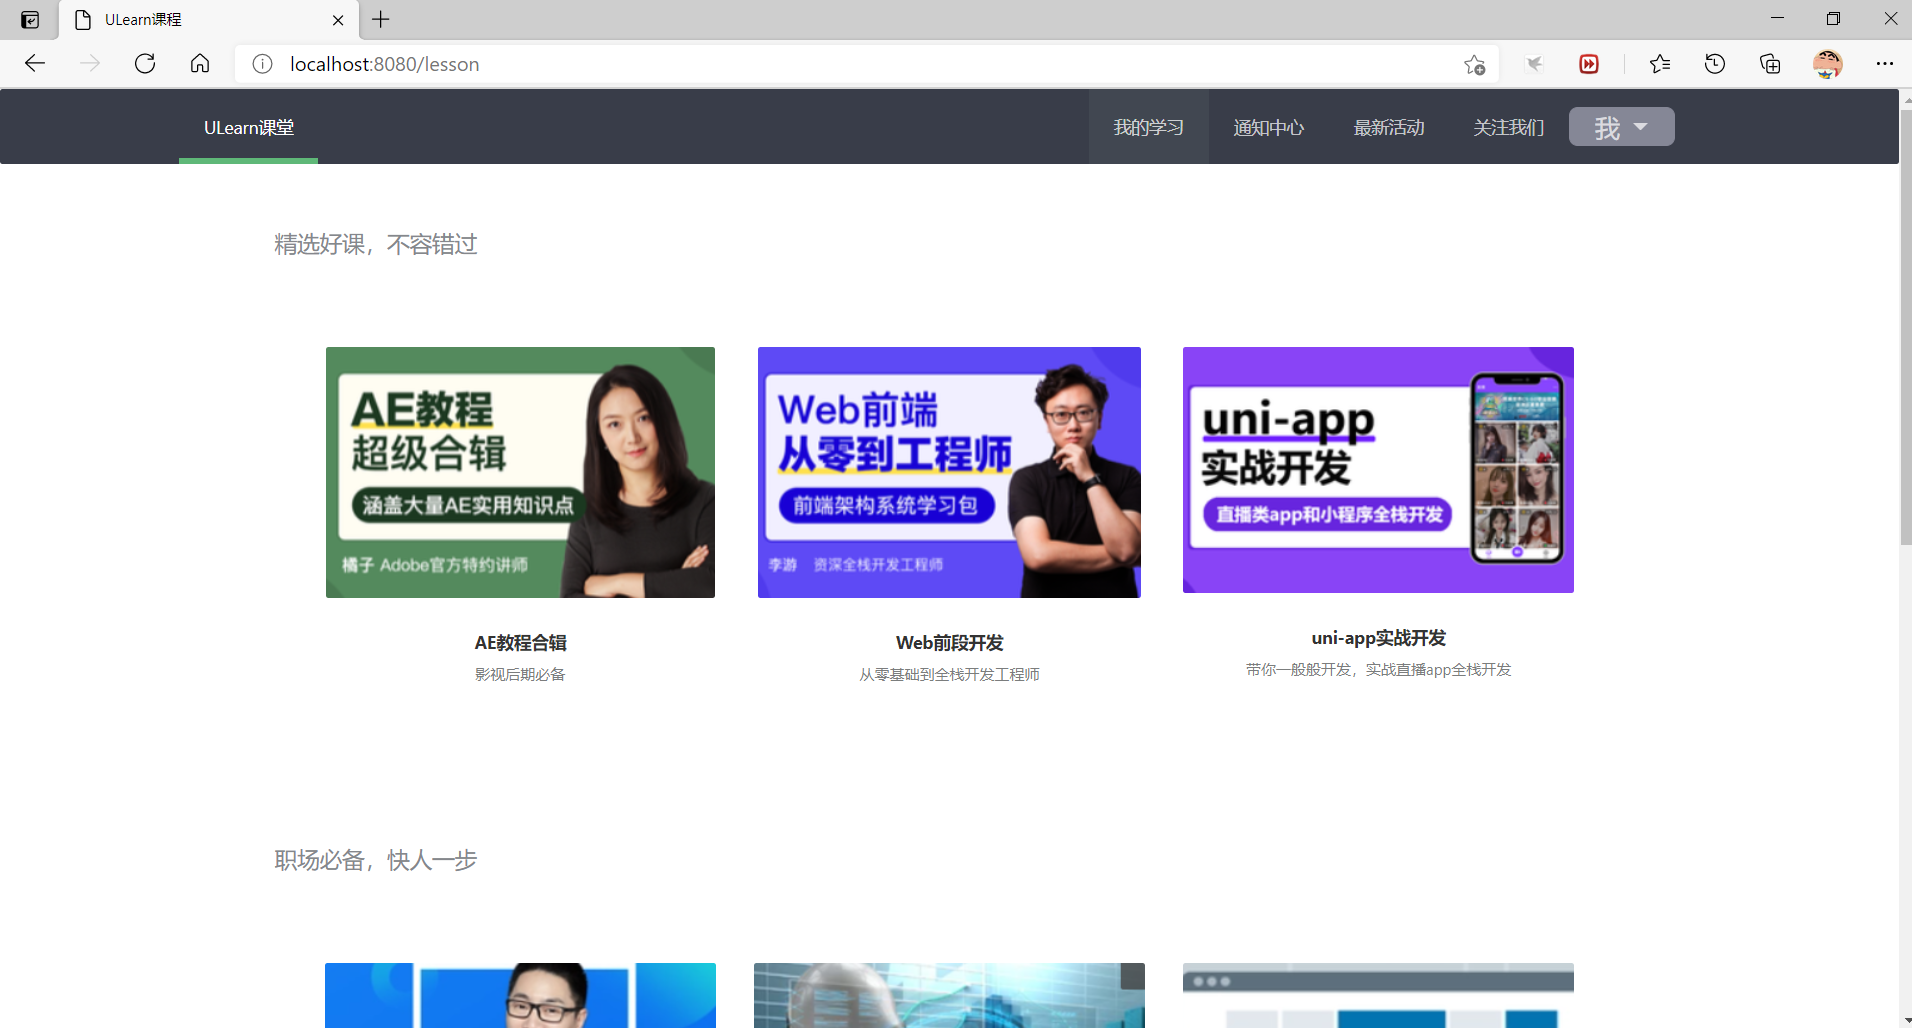 ULearn课程
localhost:8080/lesson
ULearn课堂
我的学习
通知中心
最新活动
关注我们
我
精选好课，不容错过
AE教程
超级合辑
涵盖大量AE实用知识点
橘子 Adobe官方特约讲师
Web前端
从零到工程师
前端架构系统学习包
李游 资深全栈开发工程师
uni-app
实战开发
直播类app和小程序全栈开发
AE教程合辑
影视后期必备
Web前段开发
从零基础到全栈开发工程师
uni-app实战开发
带你一般般开发，实战直播app全栈开发
职场必备，快人一步